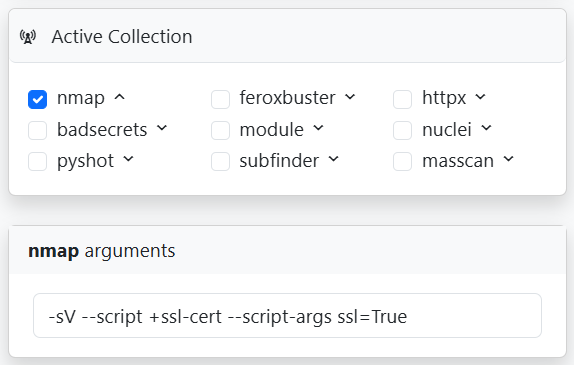 Active Collection
nmap feroxbuster httpx
badsecrets module nuclei
pyshot subfinder masscan
nmap arguments
-sV --script +ssl-cert --script-args ssl=True